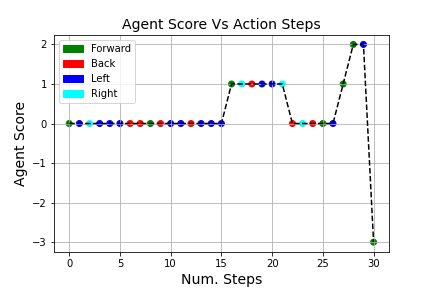 Agent Score Vs Action Steps
Forward
Back
Left
Right
2
1
0
−1
−2
−3
Agent Score
0 5 10 15 20 25 30
Num. Steps